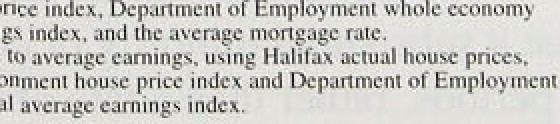 price index, Department of Employment whole economy
gs index, and the average mortgage rate.
to average earnings, using Halifax actual house prices,
onment house price index and Department of Employment
al average earnings index.